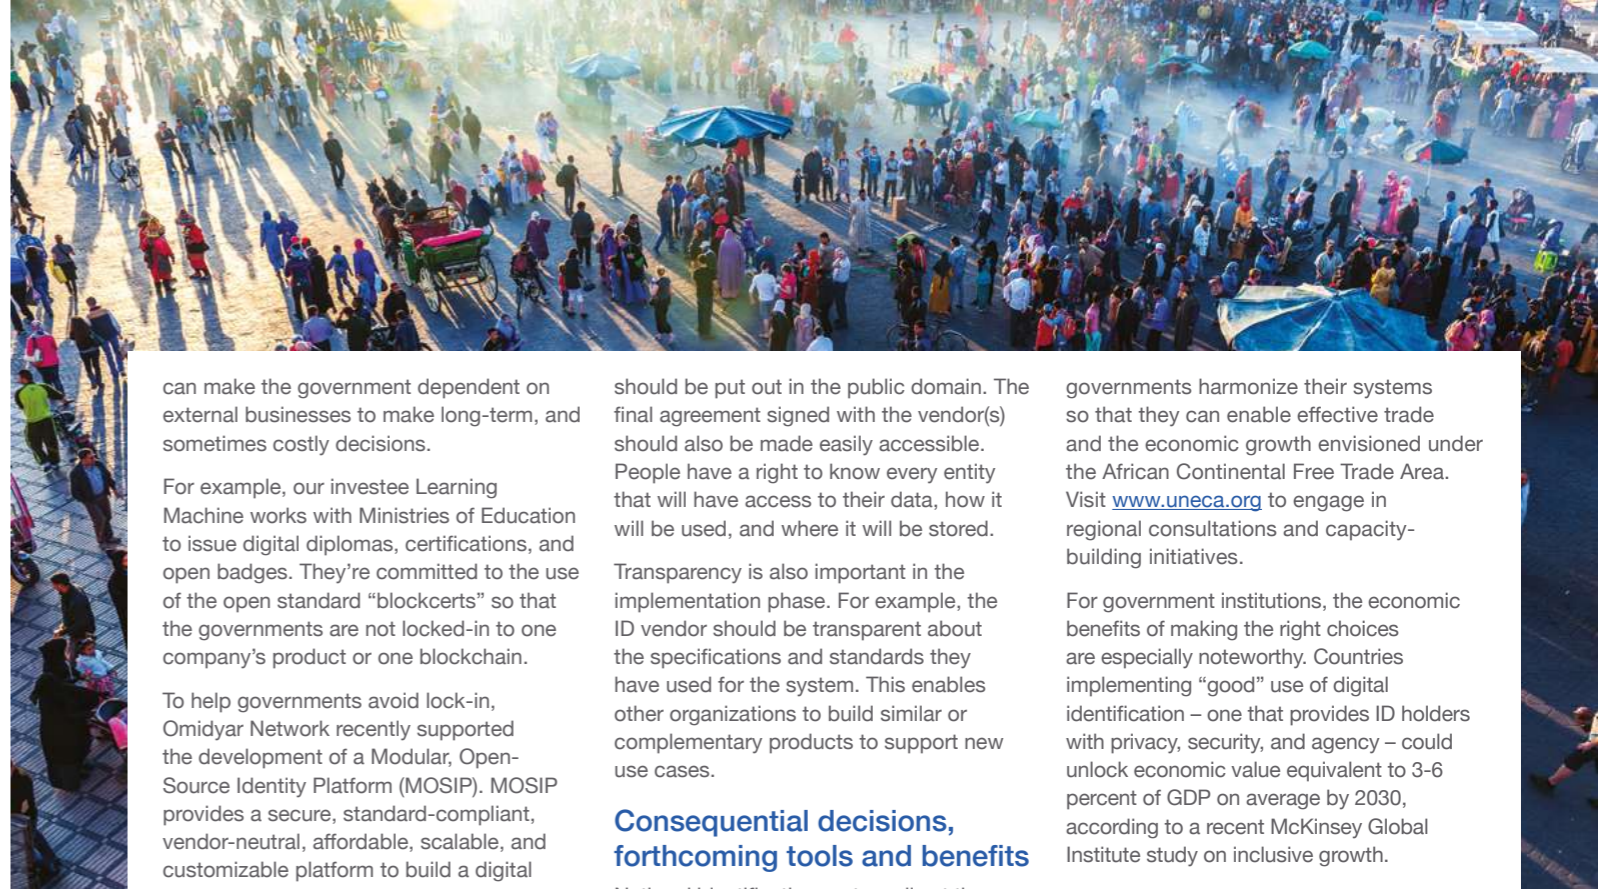 can make the government dependent on
external businesses to make long-term, and
sometimes costly decisions.
For example, our investee Learning
Machine works with Ministries of Education
to issue digital diplomas, certifications, and
open badges. They’re committed to the use
of the open standard “blockcerts” so that
the governments are not locked-in to one
company’s product or one blockchain.
To help governments avoid lock-in,
Omidyar Network recently supported
the development of a Modular, Open-
Source Identity Platform (MOSIP). MOSIP
provides a secure, standard-compliant,
vendor-neutral, affordable, scalable, and
customizable platform to build a digital
should be put out in the public domain. The
final agreement signed with the vendor(s)
should also be made easily accessible.
People have a right to know every entity
that will have access to their data, how it
will be used, and where it will be stored.
Transparency is also important in the
implementation phase. For example, the
ID vendor should be transparent about
the specifications and standards they
have used for the system. This enables
other organizations to build similar or
complementary products to support new
use cases.
Consequential decisions,
forthcoming tools and benefits
governments harmonize their systems
so that they can enable effective trade
and the economic growth envisioned under
the African Continental Free Trade Area.
Visit www.uneca.org to engage in
regional consultations and capacity-
building initiatives.
For government institutions, the economic
benefits of making the right choices
are especially noteworthy. Countries
implementing “good” use of digital
identification – one that provides ID holders
with privacy, security, and agency – could
unlock economic value equivalent to 3-6
percent of GDP on average by 2030,
according to a recent McKinsey Global
Institute study on inclusive growth.